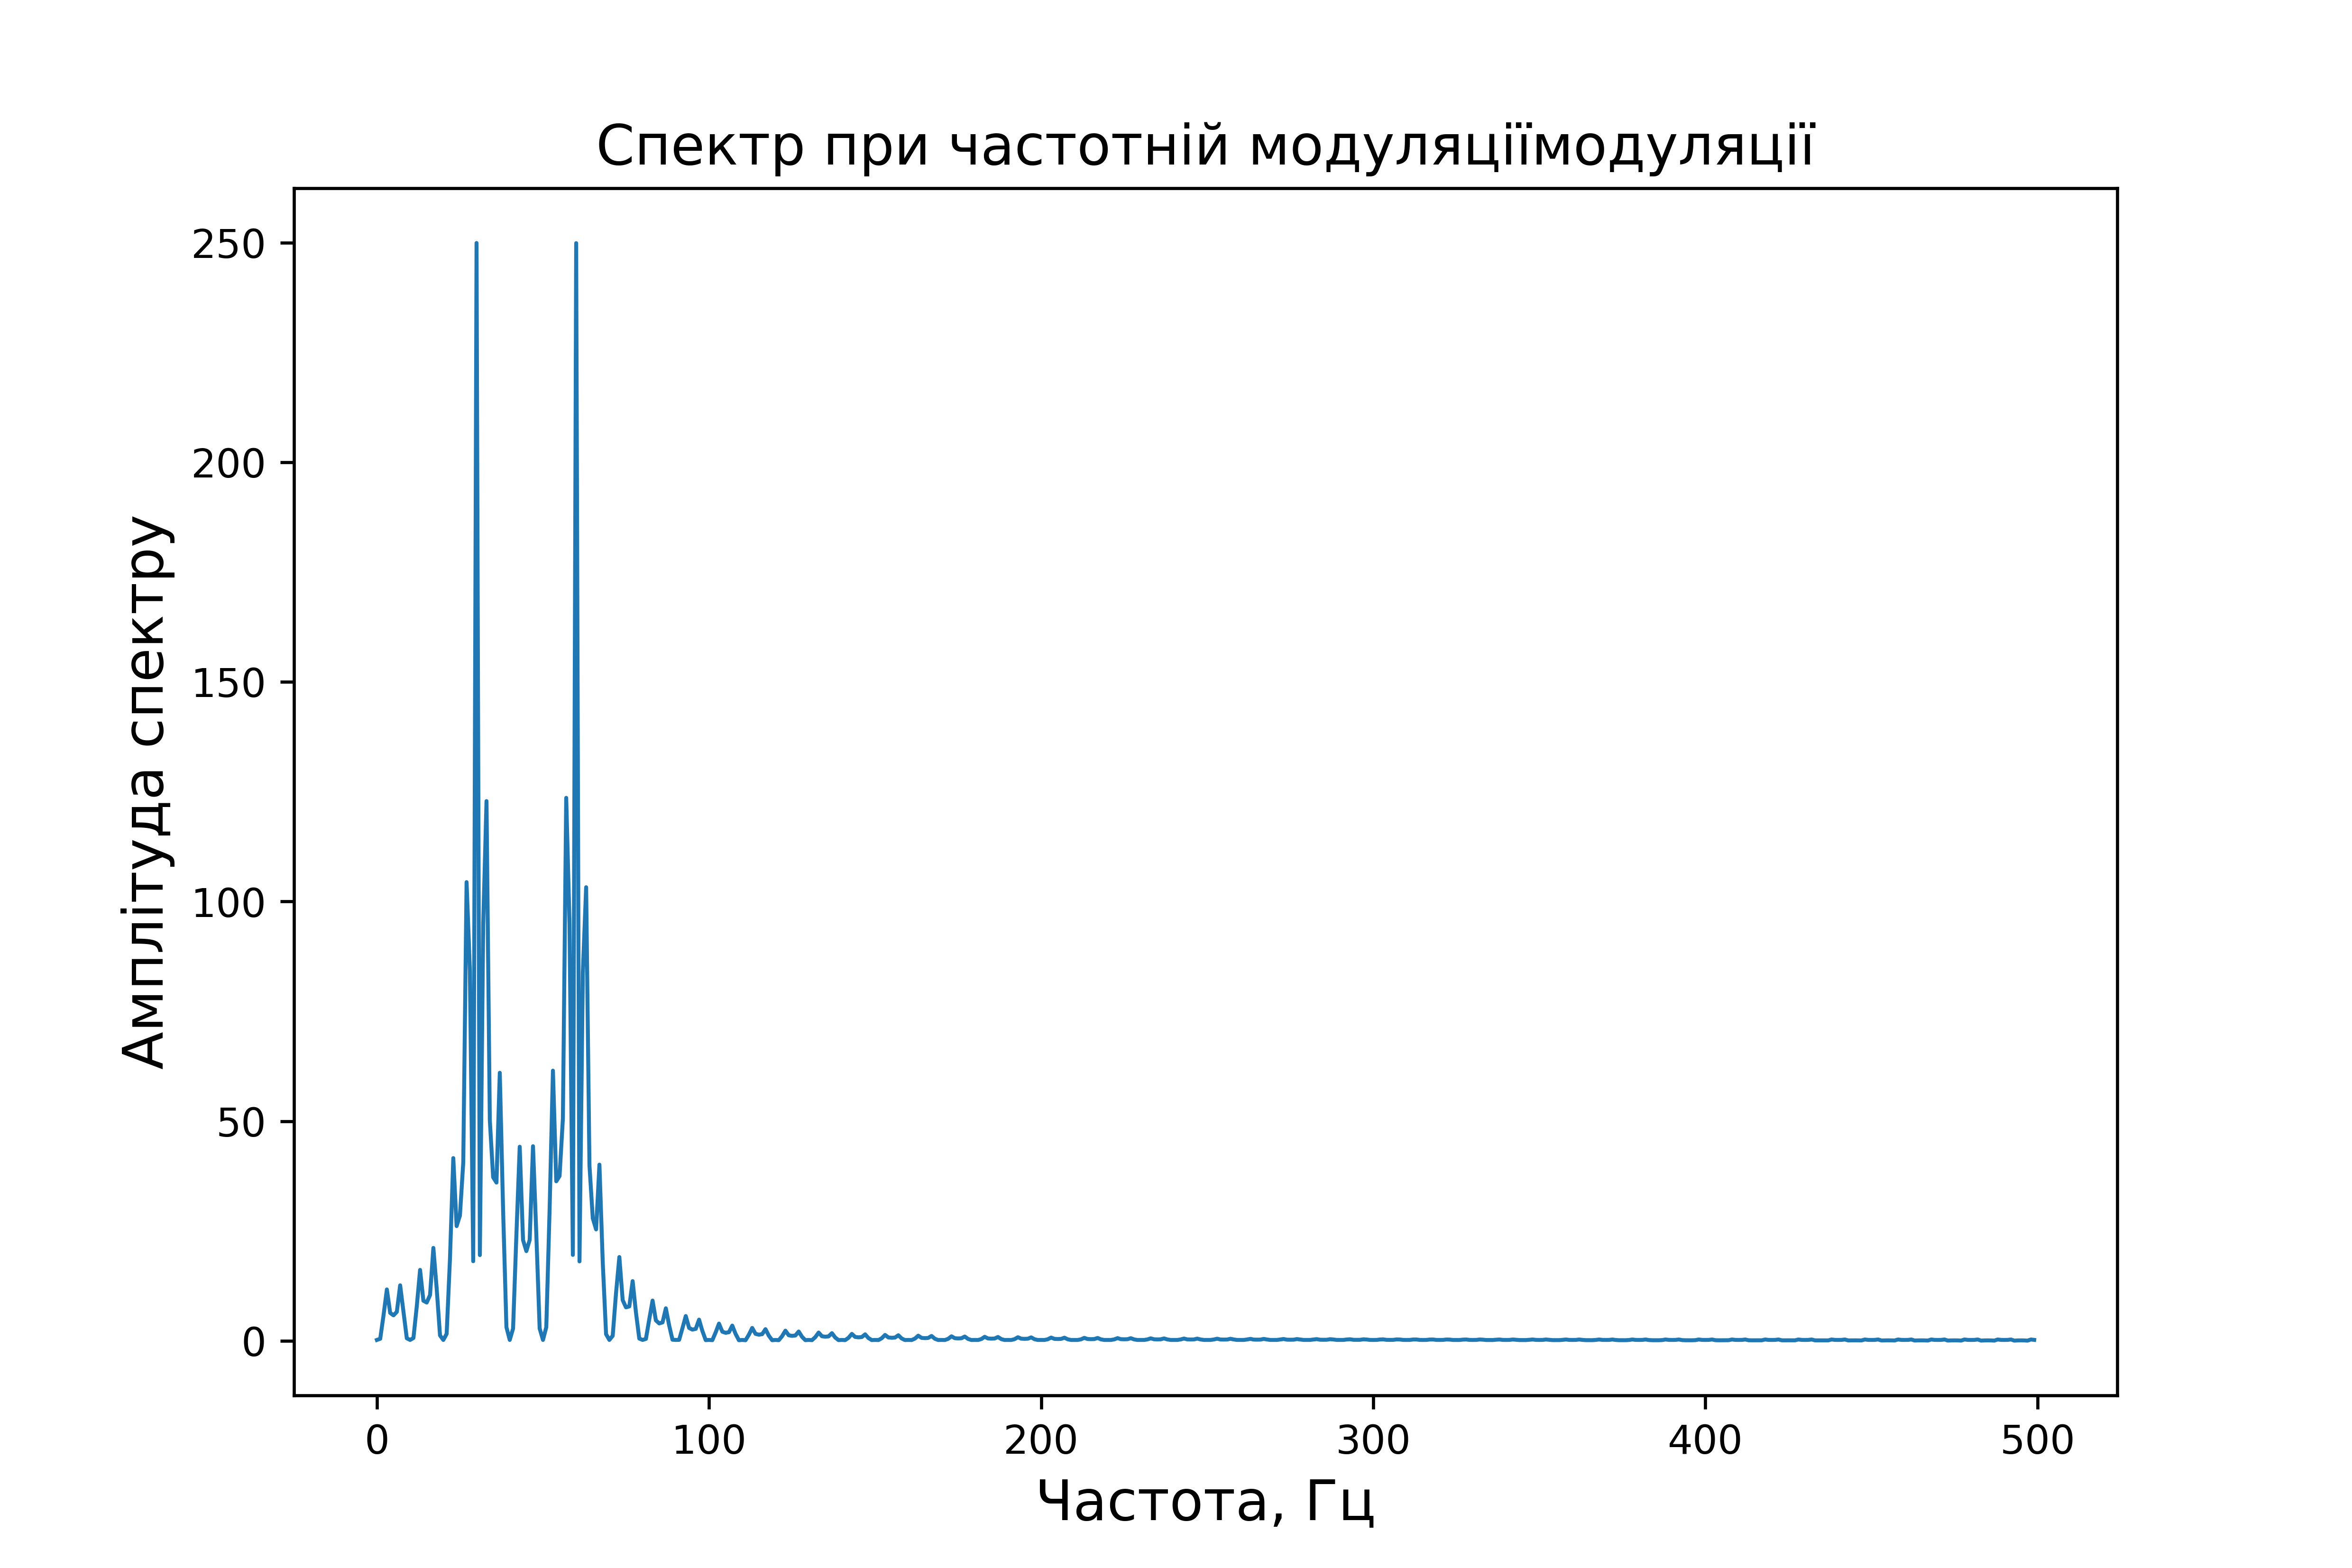 Спектр при частотній модуляціїмодуляції
250
200
150
100
50
0
Амплітуда спектру
0 100 200 300 400 500
Частота, Гц